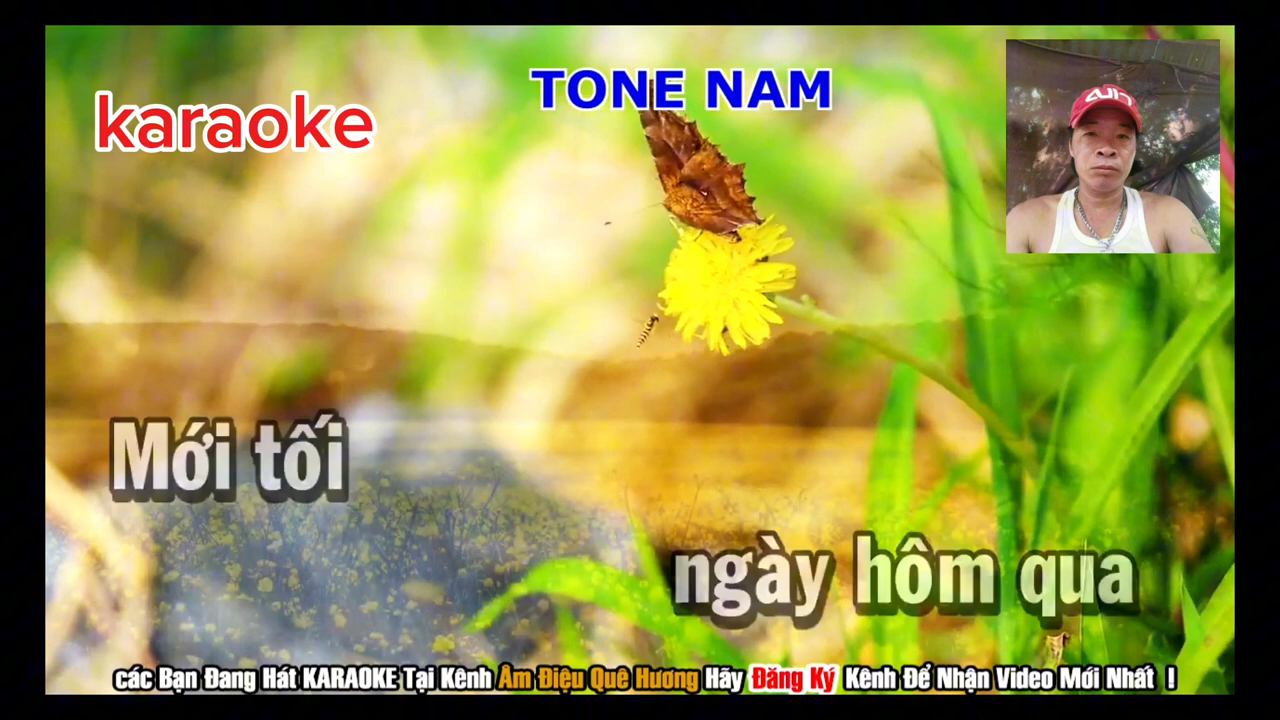 TONE NAM
karaoke
Mới tối
ngày hôm qua
các Bạn Đang Hát KARAOKE Tại Kênh Âm Điệu Quê Hương Hãy Đăng Ký Kênh Để Nhận Video Mới Nhất !